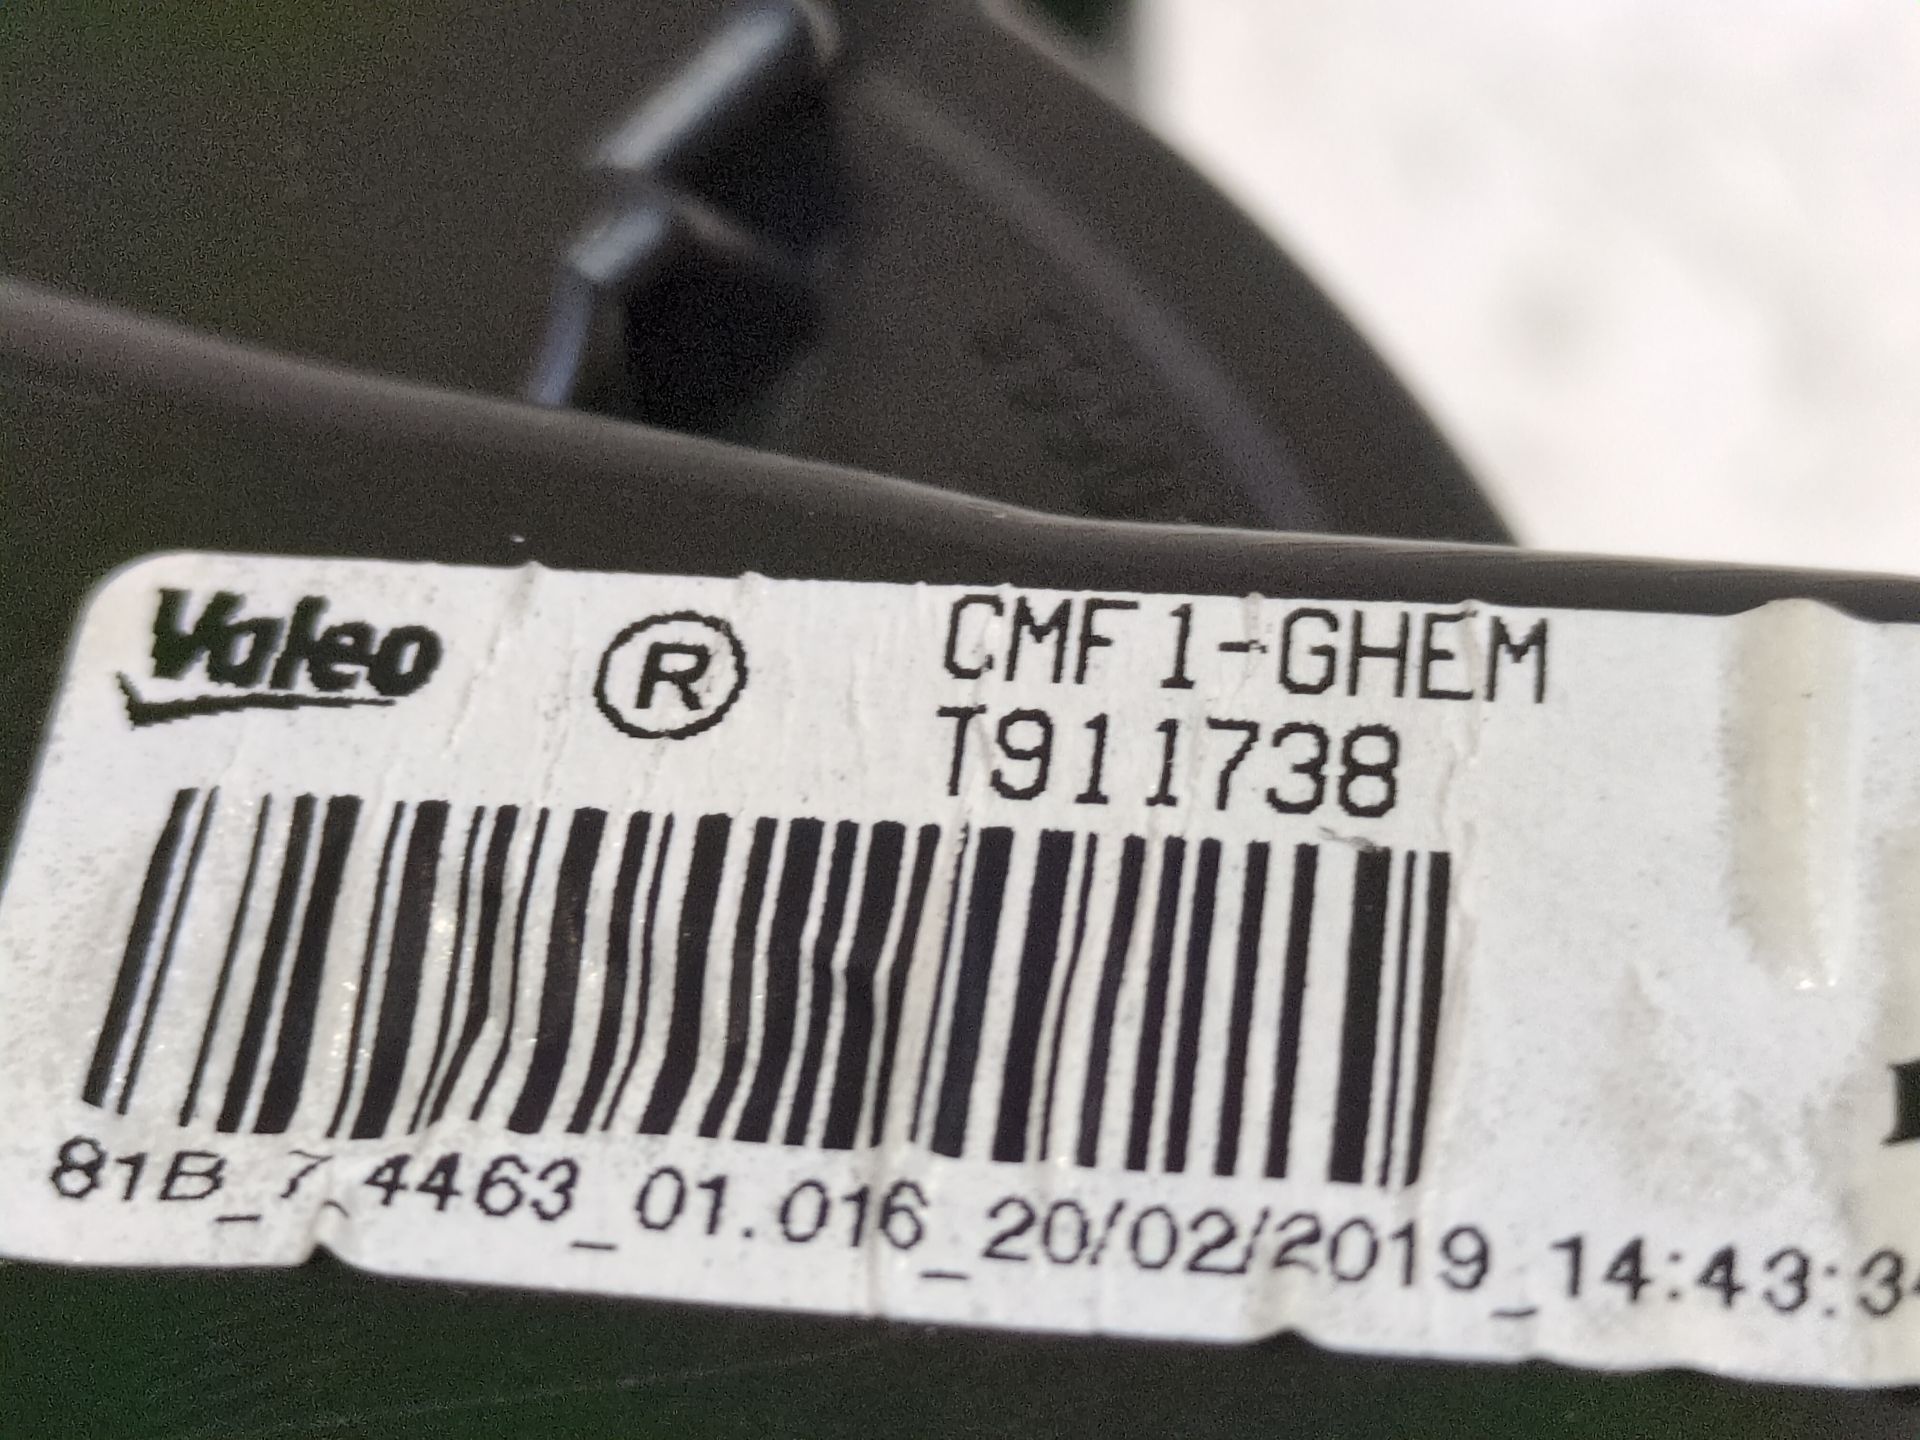 Valeo ® CMF1-GHEM
T911738
81B_7_4463_01.016_20/02/2019_14:43:3